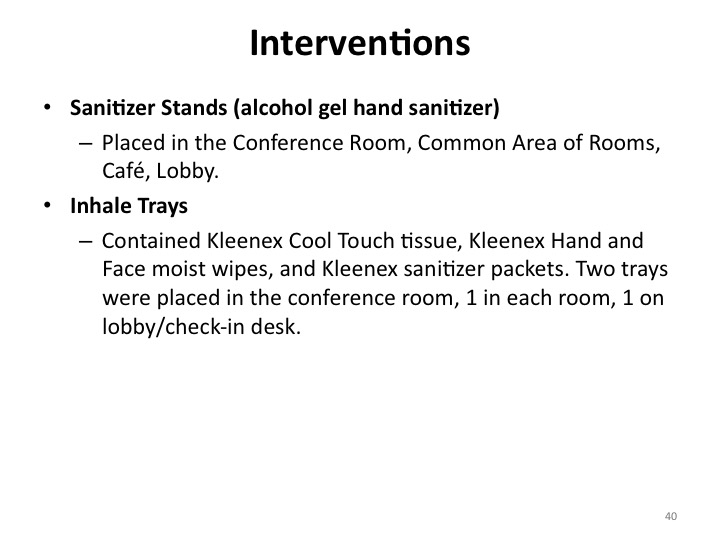 Interventions
• Sanitizer Stands (alcohol gel hand sanitizer)
– Placed in the Conference Room, Common Area of Rooms,
Café, Lobby.
• Inhale Trays
– Contained Kleenex Cool Touch tissue, Kleenex Hand and
Face moist wipes, and Kleenex sanitizer packets. Two trays
were placed in the conference room, 1 in each room, 1 on
lobby/check-in desk.
40